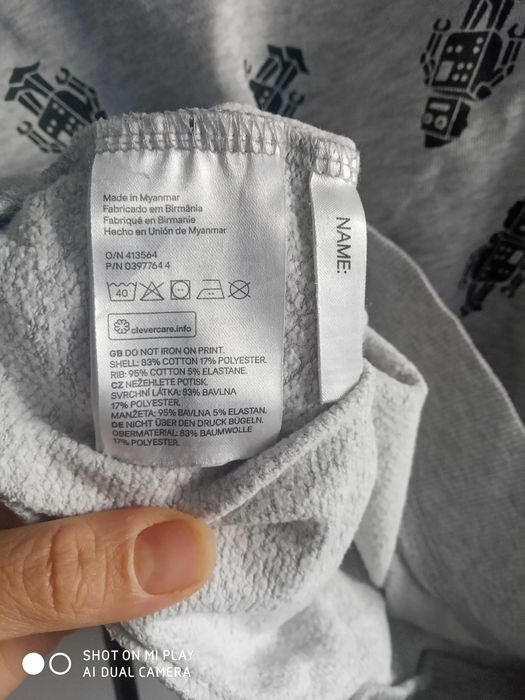 Made in Myanmar
Fabricado em Birmânia
Fabriqué en Birmanie
Hecho en Unión de Myanmar
O/N 413564
P/N 0397764 4
40
clevercare.info
GB DO NOT IRON ON PRINT.
SHELL: 83% COTTON 17% POLYESTER.
RIB: 95% COTTON 5% ELASTANE.
CZ NEŽEHLETE POTISK.
SVRCHNÍ LÁTKA: 83% BAVLNA
17% POLYESTER.
MANŽETA: 95% BAVLNA 5% ELASTAN.
DE NICHT ÜBER DEN DRUCK BÜGELN.
OBERMATERIAL: 83% BAUMWOLLE
17% POLYESTER.
NAME:
SHOT ON MI PLAY
AI DUAL CAMERA